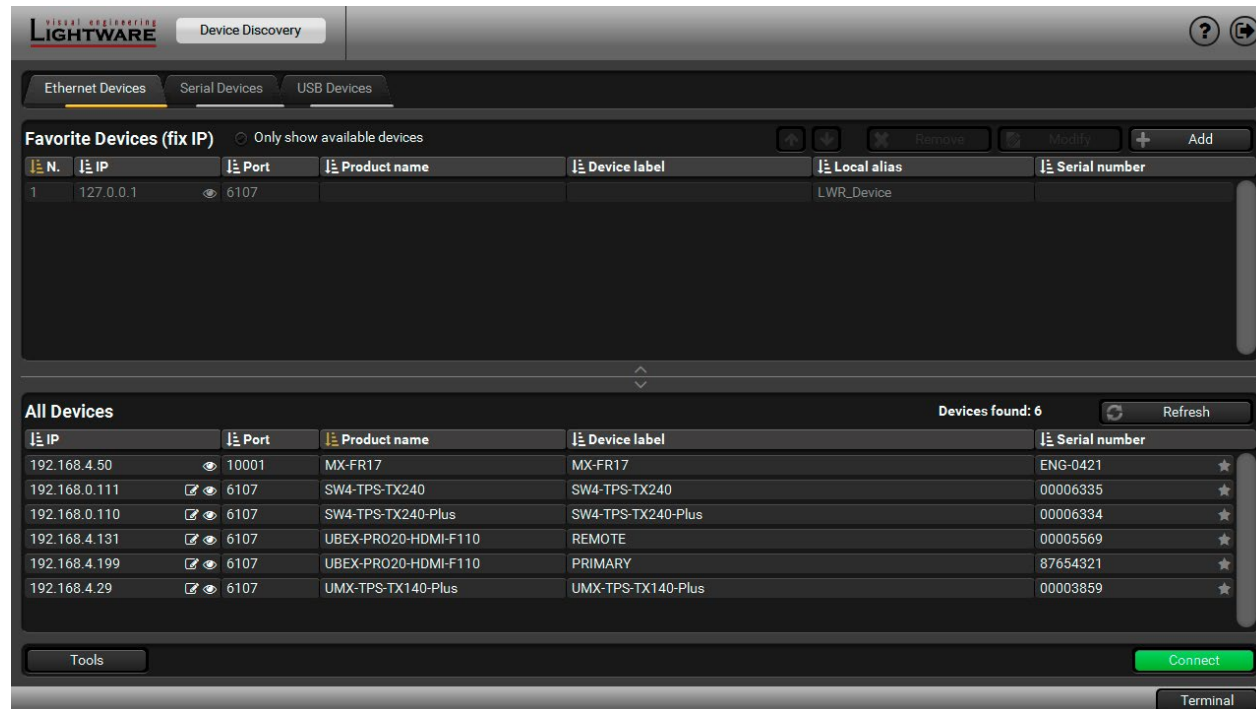 visual engineering
LIGHTWARE Device Discovery ?
Ethernet Devices Serial Devices USB Devices
Favorite Devices (fix IP) Only show available devices Remove Modify Add
N. IP Port Product name Device label Local alias Serial number
1 127.0.0.1 6107 LWR_Device
All Devices Devices found: 6 Refresh
IP Port Product name Device label Serial number
192.168.4.50 10001 MX-FR17 MX-FR17 ENG-0421
192.168.0.111 6107 SW4-TPS-TX240 SW4-TPS-TX240 00006335
192.168.0.110 6107 SW4-TPS-TX240-Plus SW4-TPS-TX240-Plus 00006334
192.168.4.131 6107 UBEX-PRO20-HDMI-F110 REMOTE 00005569
192.168.4.199 6107 UBEX-PRO20-HDMI-F110 PRIMARY 87654321
192.168.4.29 6107 UMX-TPS-TX140-Plus UMX-TPS-TX140-Plus 00003859
Tools Connect
Terminal